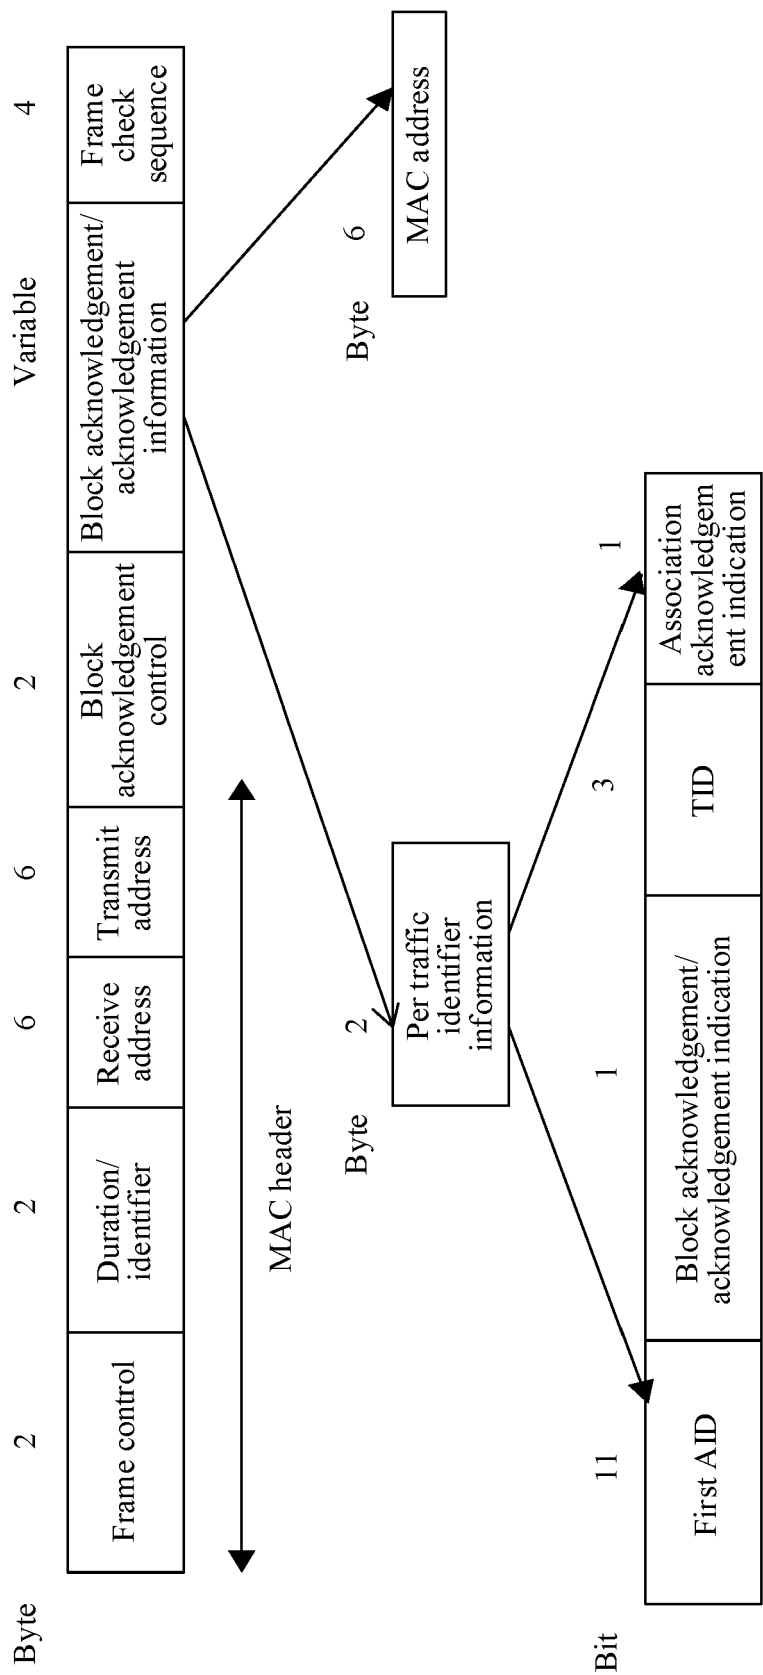 Byte
2
2
6
6
2
Variable
4
Frame control
Duration/
identifier
Receive
address
Transmit
address
Block
acknowledgement
control
Block acknowledgement/
acknowledgement
information
Frame
check
sequence
MAC header
Byte
2
Per traffic
identifier
information
Byte
6
MAC address
Bit
11
1
3
1
First AID
Block acknowledgement/
acknowledgement indication
TID
Association
acknowledgem
ent indication